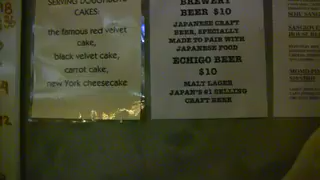 SERVING DOUGHNUTS
CAKES:
the famous red velvet
cake,
black velvet cake,
carrot cake,
new York cheesecake
BREWERY
BEER $10
JAPANESE CRAFT
BEER, SPECIALLY
MADE TO PAIR WITH
JAPANESE FOOD
ECHIGO BEER
$10
MALT LAGER
JAPAN'S #1 SELLING
CRAFT BEER